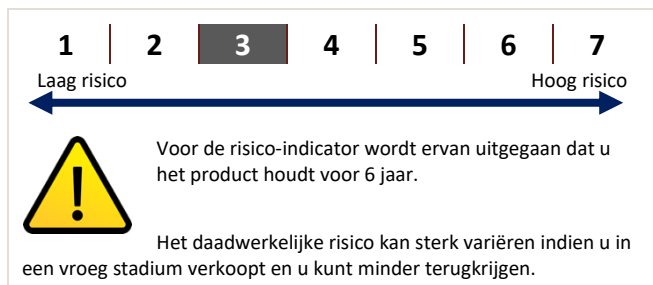 1 2 3 4 5 6 7
Laag risico Hoog risico
Voor de risico-indicator wordt ervan uitgegaan dat u
het product houdt voor 6 jaar.
Het daadwerkelijke risico kan sterk variëren indien u in
een vroeg stadium verkoopt en u kunt minder terugkrijgen.